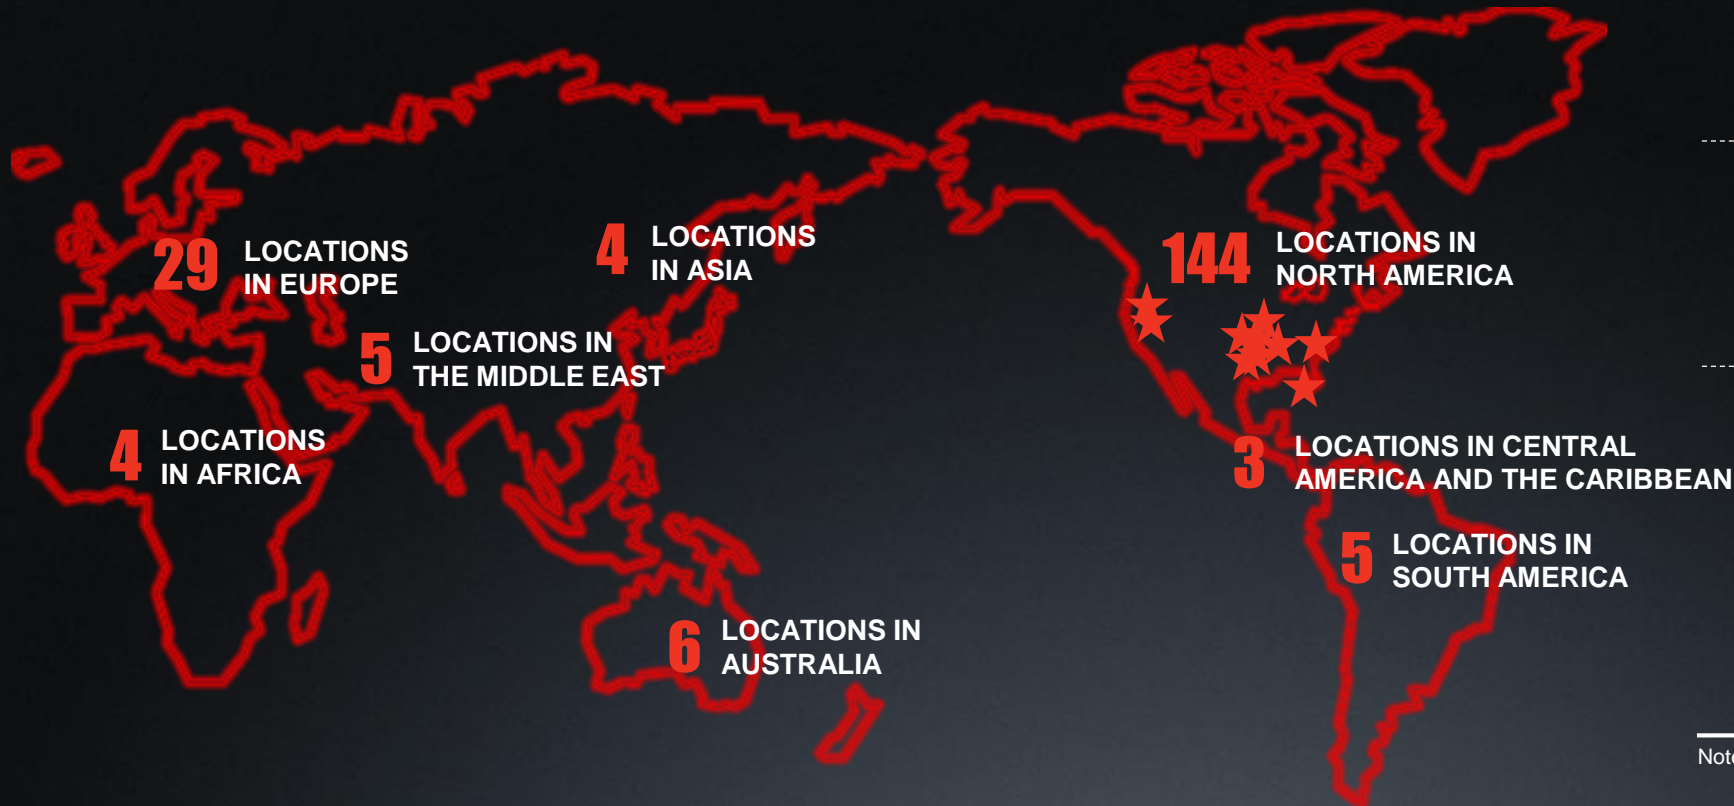 29 LOCATIONS
IN EUROPE
4 LOCATIONS
IN ASIA
144 LOCATIONS IN
NORTH AMERICA
5 LOCATIONS IN
THE MIDDLE EAST
4 LOCATIONS
IN AFRICA
3 LOCATIONS IN CENTRAL
AMERICA AND THE CARIBBEAN
5 LOCATIONS IN
SOUTH AMERICA
6 LOCATIONS IN
AUSTRALIA